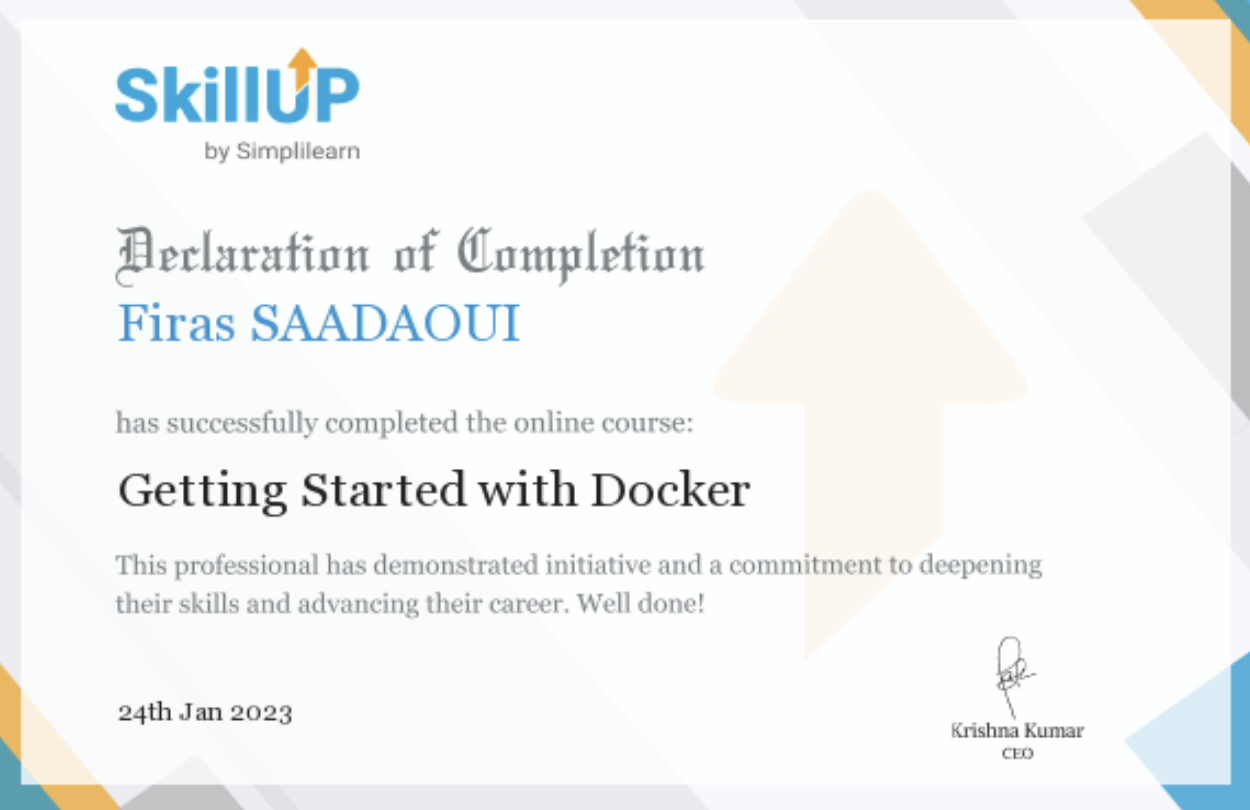 SkillUP
by Simplilearn
Declaration of Completion
Firas SAADAOUI
has successfully completed the online course:
Getting Started with Docker
This professional has demonstrated initiative and a commitment to deepening
their skills and advancing their career. Well done!
24th Jan 2023
Krishna Kumar
CEO